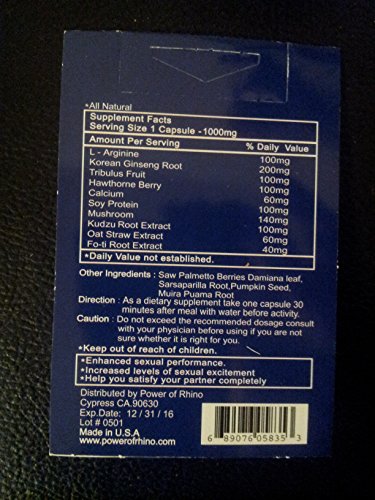 *All Natural
Supplement Facts
Serving Size 1 Capsule -1000mg
Amount Per Serving % Daily Value
L - Arginine 100mg
Korean Ginseng Root 200mg
Tribulus Fruit 100mg
Hawthorne Berry 100mg
Calcium 60mg
Soy Protein 100mg
Mushroom 140mg
Kudzu Root Extract 100mg
Oat Straw Extract 60mg
Fo-ti Root Extract 40mg
*Daily Value not established.
Other Ingredients : Saw Palmetto Berries Damiana leaf,
Sarsaparilla Root,Pumpkin Seed,
Muira Puama Root
Direction : As a dietary supplement take one capsule 30
minutes after meal with water before activity.
Caution : Do not exceed the recommended dosage consult
with your physician before using if you are not
sure whether it is right for you.
*Keep out of reach of children.
*Enhanced sexual performance.
*Increased levels of sexual excitement
*Help you satisfy your partner completely
Distributed by Power of Rhino
Cypress CA.90630
Exp.Date: 12 / 31 / 16
Lot # 0501
Made in U.S.A
www.powerofrhino.com
6 89076 05835 3